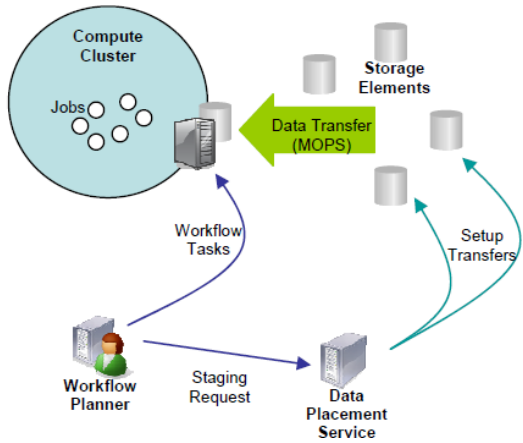 Compute
Cluster
Jobs
Storage
Elements
Data Transfer
(MOPS)
Workflow
Tasks
Setup
Transfers
Workflow
Planner
Staging
Request
Data
Placement
Service